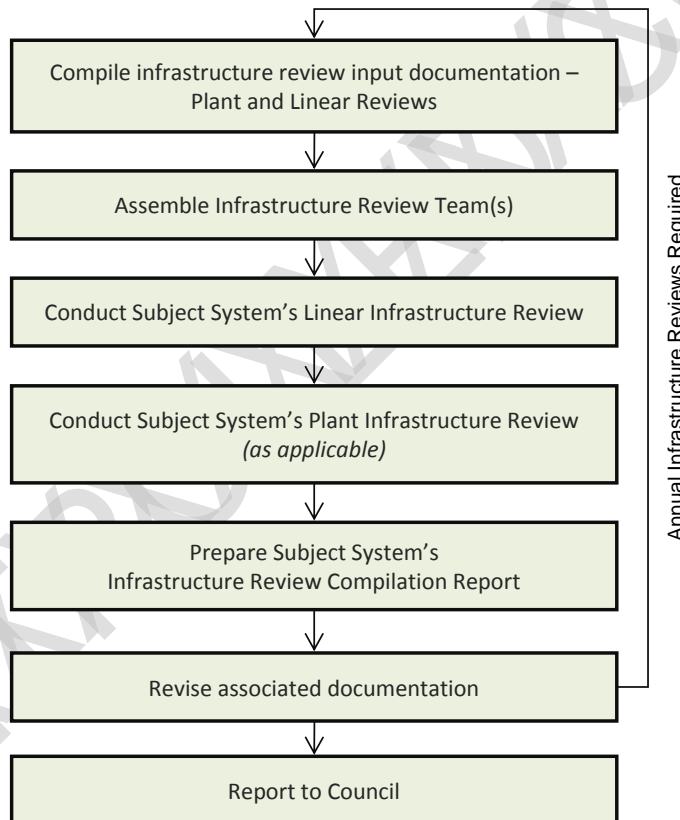 Compile infrastructure review input documentation –
Plant and Linear Reviews
Assemble Infrastructure Review Team(s)
Conduct Subject System's Linear Infrastructure Review
Conduct Subject System's Plant Infrastructure Review
(as applicable)
Prepare Subject System's
Infrastructure Review Compilation Report
Revise associated documentation
Report to Council
Annual Infrastructure Reviews Required